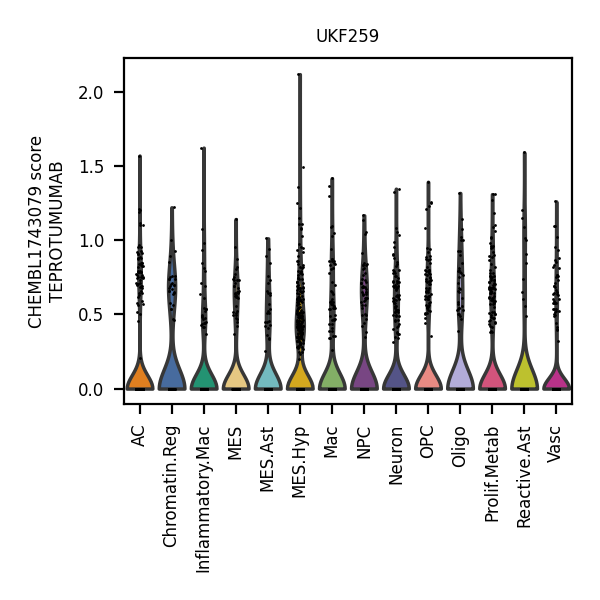 UKF259
CHEMBL1743079 score
TEPROTUMUMAB
2.0
1.5
1.0
0.5
0.0
AC
Chromatin.Reg
Inflammatory.Mac
MES
MES.Ast
MES.Hyp
Mac
NPC
Neuron
OPC
Oligo
Prolif.Metab
Reactive.Ast
Vasc